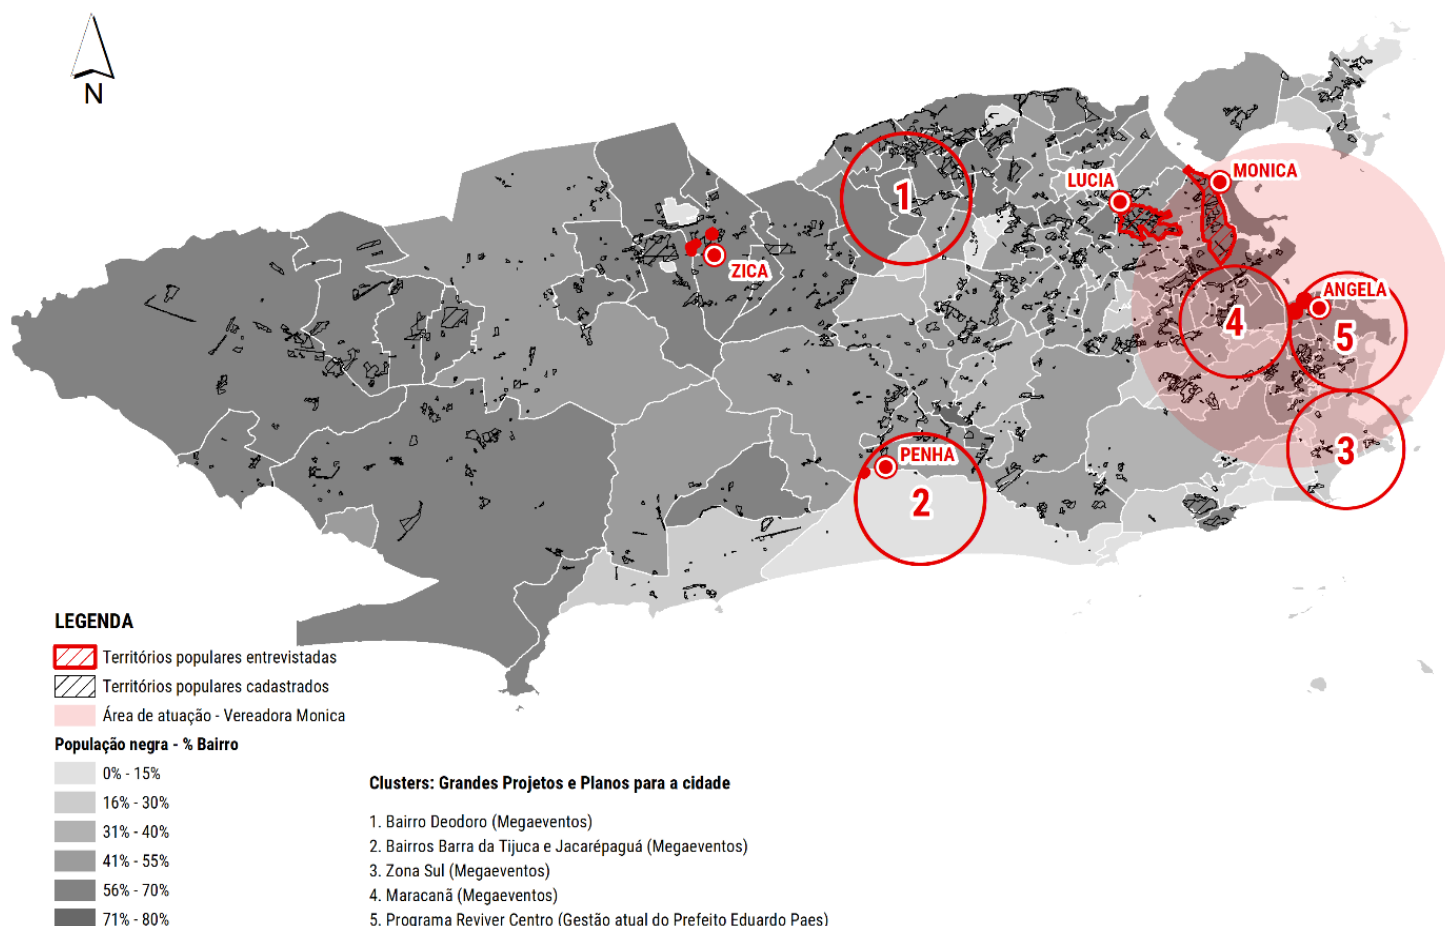 N
LUCIA
MONICA
1
ZICA
ANGELA
4
5
PENHA
3
2
LEGENDA
Territórios populares entrevistadas
Territórios populares cadastrados
Área de atuação - Vereadora Monica
População negra - % Bairro
0% - 15%
16% - 30%
31% - 40%
41% - 55%
56% - 70%
71% - 80%
Clusters: Grandes Projetos e Planos para a cidade
1. Bairro Deodoro (Megaeventos)
2. Bairros Barra da Tijuca e Jacarépaguá (Megaeventos)
3. Zona Sul (Megaeventos)
4. Maracanã (Megaeventos)
5. Programa Reviver Centro (Gestão atual do Prefeito Eduardo Paes)